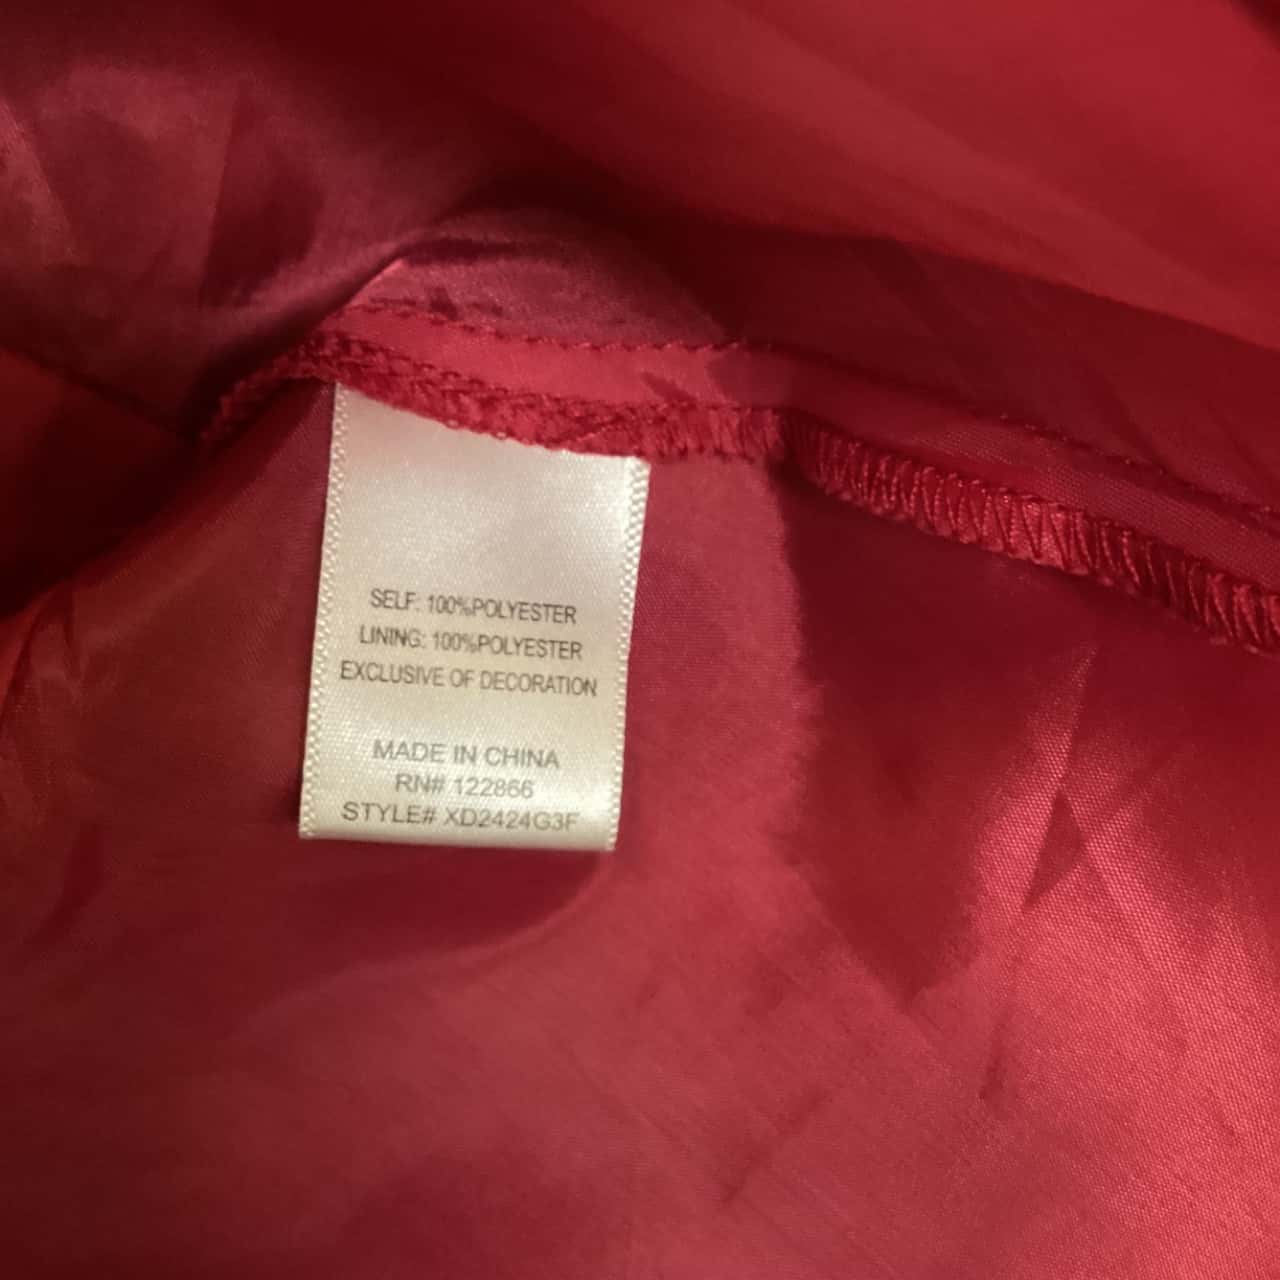 SELF: 100%POLYESTER
LINING: 100%POLYESTER
EXCLUSIVE OF DECORATION
MADE IN CHINA
RN# 122866
STYLE# XD2424G3F